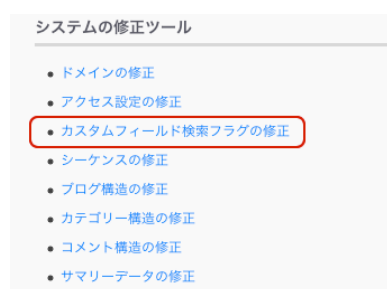 システムの修正ツール
ドメインの修正
アクセス設定の修正
カスタムフィールド検索フラグの修正
シーケンスの修正
ブログ構造の修正
カテゴリー構造の修正
コメント構造の修正
サマリーデータの修正